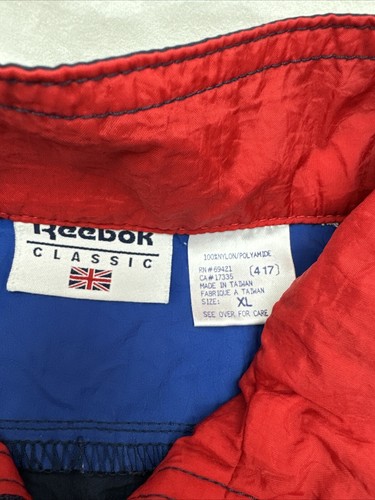 Reebok
CLASSIC
100% NYLON/POLYAMIDE
RN#69421 (417)
CA#17335
MADE IN TAIWAN
FABRIQUE A TAIWAN
SIZE: XL
SEE OVER FOR CARE